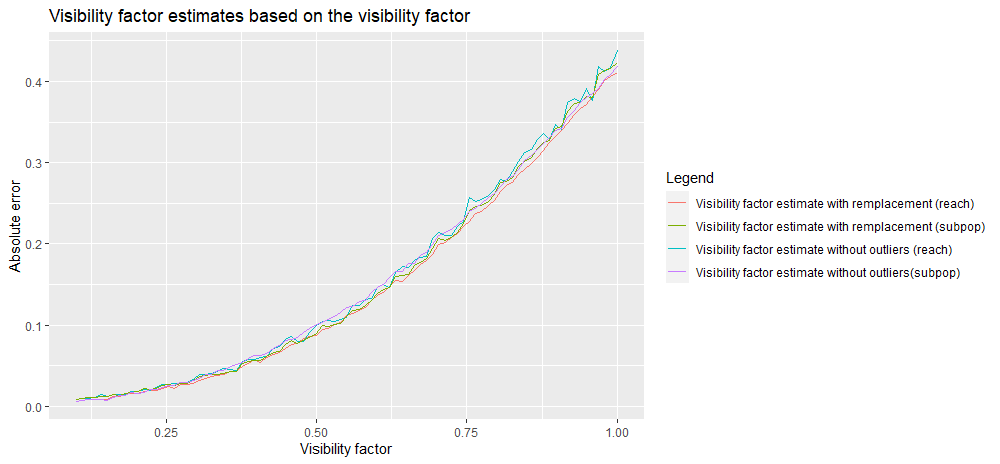 Visibility factor estimates based on the visibility factor
Absolute error
0.4
0.3
0.2
0.1
0.0
0.25 0.50 0.75 1.00
Visibility factor
Legend
Visibility factor estimate with remplacement (reach)
Visibility factor estimate with remplacement (subpop)
Visibility factor estimate without outliers (reach)
Visibility factor estimate without outliers(subpop)